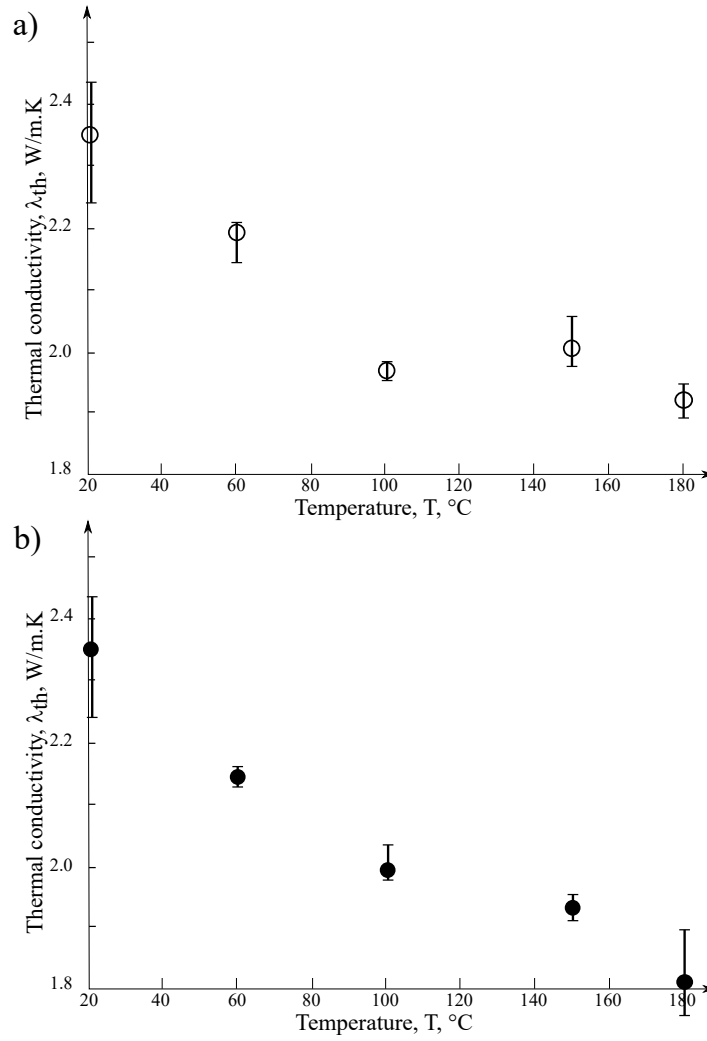 a)
Thermal conductivity, λth, W/m.K
2.4
2.2
2.0
1.8
20 40 60 80 100 120 140 160 180
Temperature, T, °C
b)
Thermal conductivity, λth, W/m.K
2.4
2.2
2.0
1.8
20 40 60 80 100 120 140 160 180
Temperature, T, °C